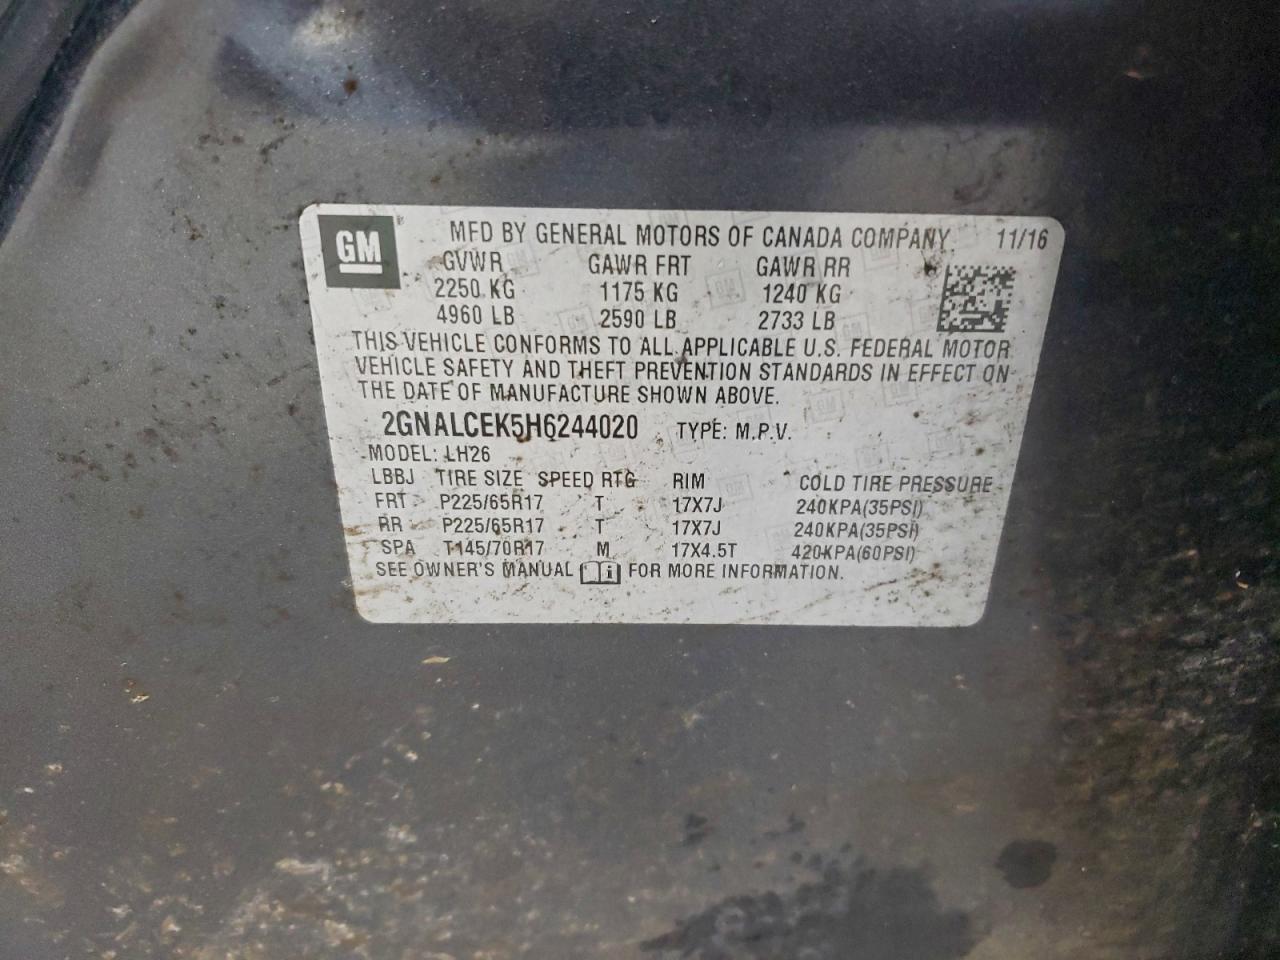 GM®
MFD BY GENERAL MOTORS OF CANADA COMPANY 11/16
GVWR GAWR FRT GAWR RR
2250 KG 1175 KG 1240 KG
4960 LB 2590 LB 2733 LB
THIS VEHICLE CONFORMS TO ALL APPLICABLE U.S. FEDERAL MOTOR
VEHICLE SAFETY AND THEFT PREVENTION STANDARDS IN EFFECT ON
THE DATE OF MANUFACTURE SHOWN ABOVE.
2GNALCEK5H6244020 TYPE: M.P.V.
MODEL: LH26
LBBJ TIRE SIZE SPEED RTG RIM COLD TIRE PRESSURE
FRT P225/65R17 T 17X7J 240KPA(35PSI)
RR P225/65R17 T 17X7J 240KPA(35PSI)
SPA T145/70R17 M 17X4.5T 420KPA(60PSI)
SEE OWNER'S MANUAL i FOR MORE INFORMATION.